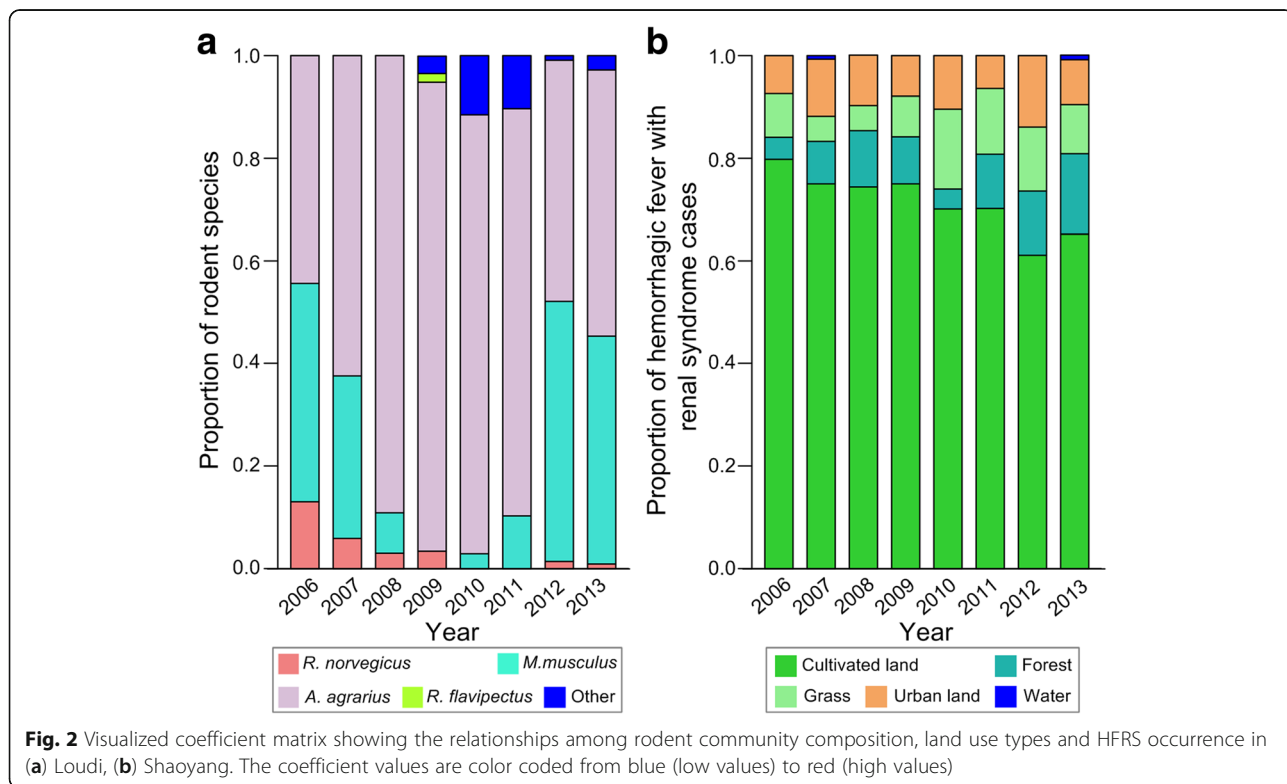 a
Proportion of rodent species
1.0
0.8
0.6
0.4
0.2
0.0
2006
2007
2008
2009
2010
2011
2012
2013
Year
R. norvegicus
M.musculus
A. agrarius
R. flavipectus
Other
b
Proportion of hemorrhagic fever with
renal syndrome cases
1.0
0.8
0.6
0.4
0.2
0.0
2006
2007
2008
2009
2010
2011
2012
2013
Year
Cultivated land
Forest
Grass
Urban land
Water
Fig. 2 Visualized coefficient matrix showing the relationships among rodent community composition, land use types and HFRS occurrence in
(a) Loudi, (b) Shaoyang. The coefficient values are color coded from blue (low values) to red (high values)